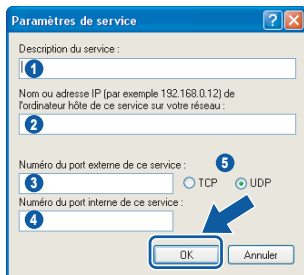 Paramètres de service
Description du service :
1
Nom ou adresse IP (par exemple 192.168.0.12) de
l'ordinateur hôte de ce service sur votre réseau :
2
Numéro du port externe de ce service :
5
3
TCP
UDP
Numéro du port interne de ce service :
4
OK
Annuler